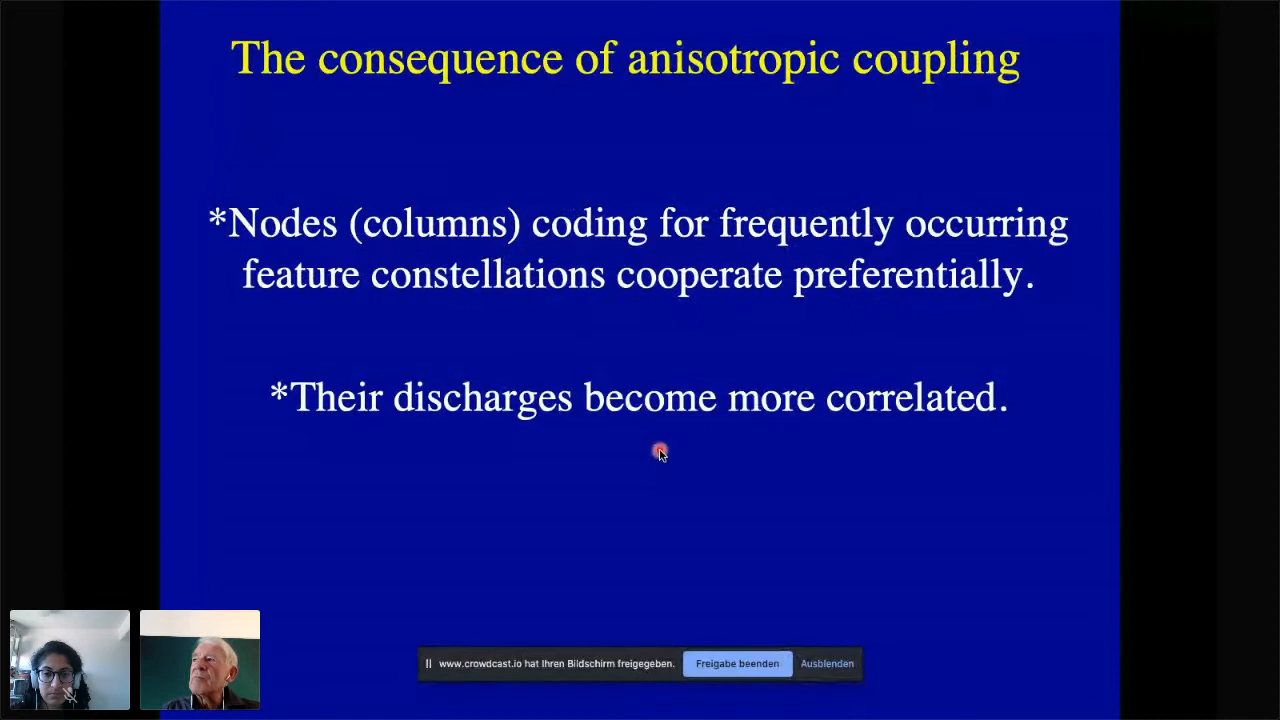 The consequence of anisotropic coupling
*Nodes (columns) coding for frequently occurring
feature constellations cooperate preferentially.
*Their discharges become more correlated.
www.crowdcast.io hat Ihren Bildschirm freigegeben. Freigabe beenden Ausblenden